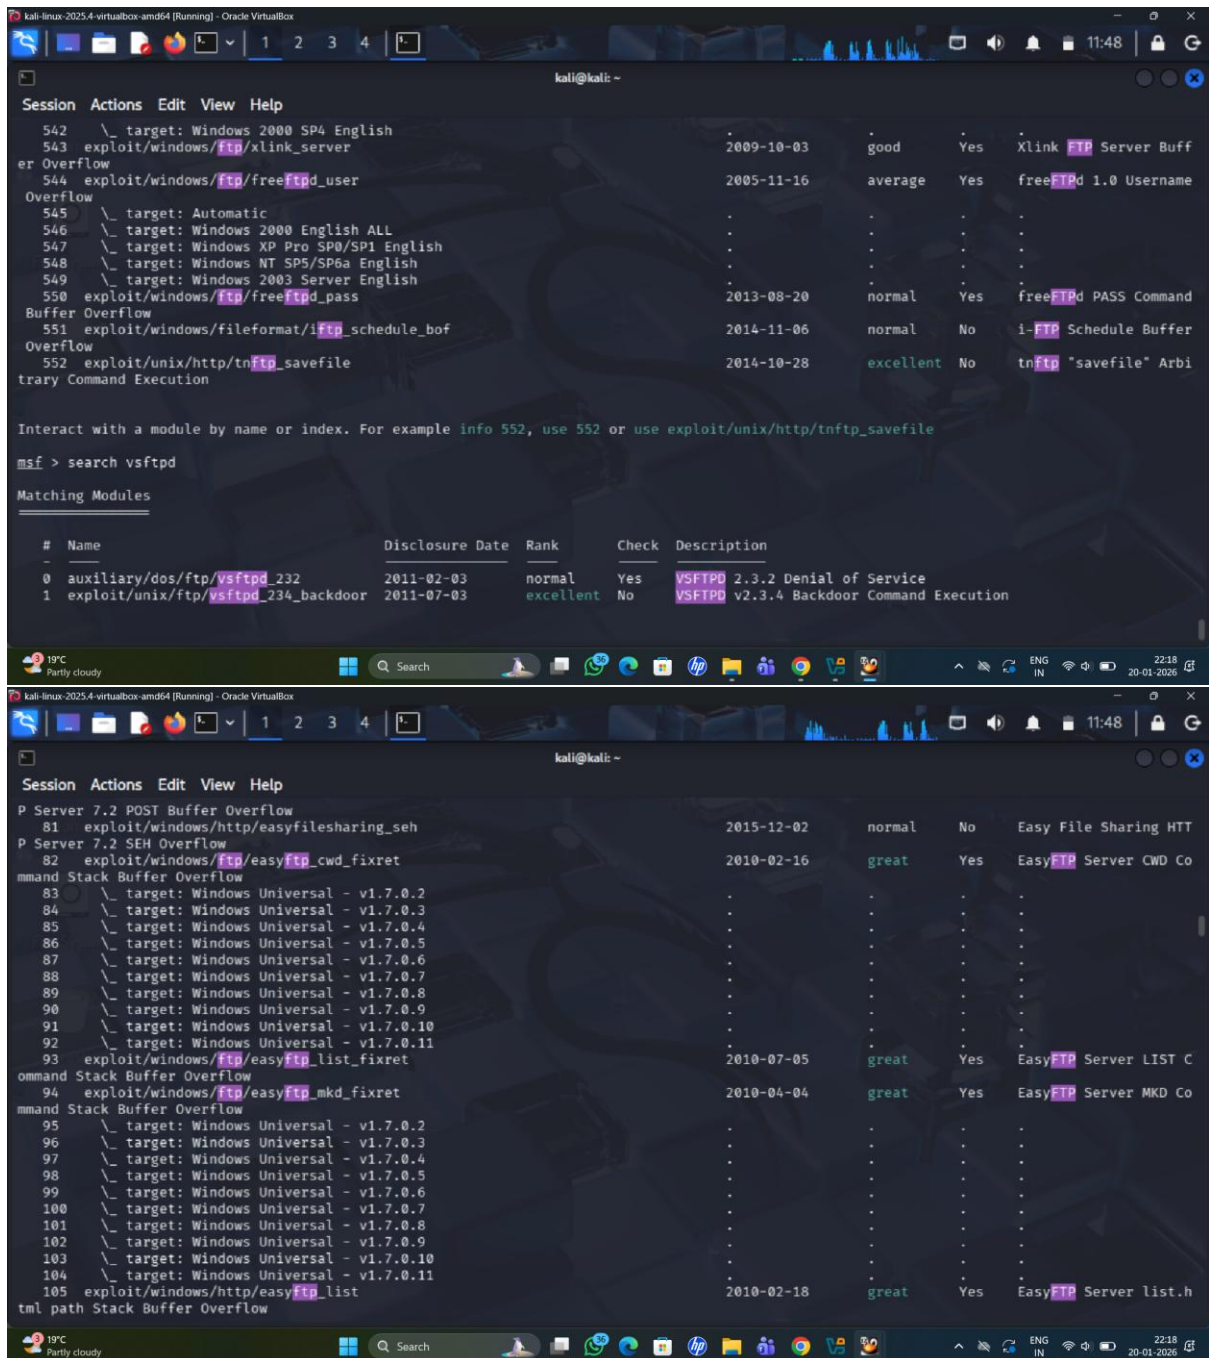 kali-linux-2025.4-virtualbox-amd64 [Running] - Oracle VirtualBox
1 2 3 4 11:48
kali@kali: ~
Session Actions Edit View Help
542 \_ target: Windows 2000 SP4 English . . . .
543 exploit/windows/ftp/xlink_server 2009-10-03 good Yes Xlink FTP Server Buff
er Overflow
544 exploit/windows/ftp/freeftpd_user 2005-11-16 average Yes freeFTPd 1.0 Username
Overflow
545 \_ target: Automatic . . . .
546 \_ target: Windows 2000 English ALL . . . .
547 \_ target: Windows XP Pro SP0/SP1 English . . . .
548 \_ target: Windows NT SP5/SP6a English . . . .
549 \_ target: Windows 2003 Server English . . . .
550 exploit/windows/ftp/freeftpd_pass 2013-08-20 normal Yes freeFTPd PASS Command
Buffer Overflow
551 exploit/windows/fileformat/iftp_schedule_bof 2014-11-06 normal No i-FTP Schedule Buffer
Overflow
552 exploit/unix/http/tnftp_savefile 2014-10-28 excellent No tnftp "savefile" Arbi
trary Command Execution
Interact with a module by name or index. For example info 552, use 552 or use exploit/unix/http/tnftp_savefile
msf > search vsftpd
Matching Modules
================
# Name Disclosure Date Rank Check Description
- ---- --------------- ---- ----- -----------
0 auxiliary/dos/ftp/vsftpd_232 2011-02-03 normal Yes VSFTPD 2.3.2 Denial of Service
1 exploit/unix/ftp/vsftpd_234_backdoor 2011-07-03 excellent No VSFTPD v2.3.4 Backdoor Command Execution
3 19°C
Partly cloudy
Search 36 hp ENG 22:18
IN 20-01-2026
kali-linux-2025.4-virtualbox-amd64 [Running] - Oracle VirtualBox
1 2 3 4 11:48
kali@kali: ~
Session Actions Edit View Help
P Server 7.2 POST Buffer Overflow
81 exploit/windows/http/easyfilesharing_seh 2015-12-02 normal No Easy File Sharing HTT
P Server 7.2 SEH Overflow
82 exploit/windows/ftp/easyftp_cwd_fixret 2010-02-16 great Yes EasyFTP Server CWD Co
mmand Stack Buffer Overflow
83 \_ target: Windows Universal - v1.7.0.2 . . . .
84 \_ target: Windows Universal - v1.7.0.3 . . . .
85 \_ target: Windows Universal - v1.7.0.4 . . . .
86 \_ target: Windows Universal - v1.7.0.5 . . . .
87 \_ target: Windows Universal - v1.7.0.6 . . . .
88 \_ target: Windows Universal - v1.7.0.7 . . . .
89 \_ target: Windows Universal - v1.7.0.8 . . . .
90 \_ target: Windows Universal - v1.7.0.9 . . . .
91 \_ target: Windows Universal - v1.7.0.10 . . . .
92 \_ target: Windows Universal - v1.7.0.11 . . . .
93 exploit/windows/ftp/easyftp_list_fixret 2010-07-05 great Yes EasyFTP Server LIST C
ommand Stack Buffer Overflow
94 exploit/windows/ftp/easyftp_mkd_fixret 2010-04-04 great Yes EasyFTP Server MKD Co
mmand Stack Buffer Overflow
95 \_ target: Windows Universal - v1.7.0.2 . . . .
96 \_ target: Windows Universal - v1.7.0.3 . . . .
97 \_ target: Windows Universal - v1.7.0.4 . . . .
98 \_ target: Windows Universal - v1.7.0.5 . . . .
99 \_ target: Windows Universal - v1.7.0.6 . . . .
100 \_ target: Windows Universal - v1.7.0.7 . . . .
101 \_ target: Windows Universal - v1.7.0.8 . . . .
102 \_ target: Windows Universal - v1.7.0.9 . . . .
103 \_ target: Windows Universal - v1.7.0.10 . . . .
104 \_ target: Windows Universal - v1.7.0.11 . . . .
105 exploit/windows/http/easyftp_list 2010-02-18 great Yes EasyFTP Server list.h
tml path Stack Buffer Overflow
3 19°C
Partly cloudy
Search 36 hp ENG 22:18
IN 20-01-2026